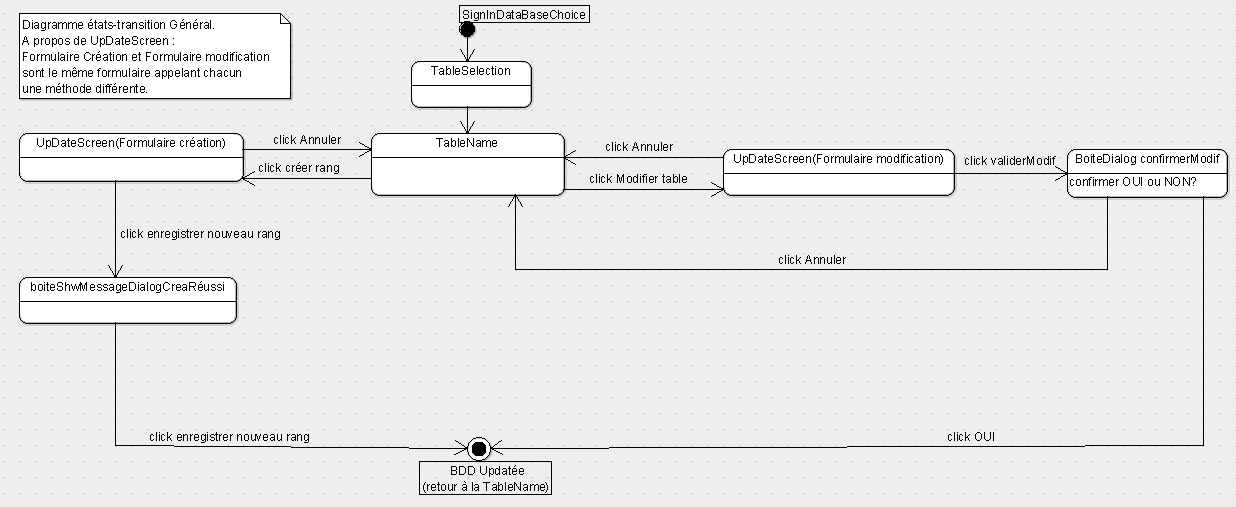 Diagramme états-transition Général.
A propos de UpDateScreen :
Formulaire Création et Formulaire modification
sont le même formulaire appelant chacun
une méthode différente.
SignInDataBaseChoice
TableSelection
UpDateScreen(Formulaire création)
click Annuler
click créer rang
TableName
click Annuler
click Modifier table
UpDateScreen(Formulaire modification)
click validerModif
BoiteDialog confirmerModif
confirmer OUI ou NON?
click enregistrer nouveau rang
click Annuler
boiteShwMessageDialogCreaRéussi
click enregistrer nouveau rang
click OUI
BDD Updatée
(retour à la TableName)